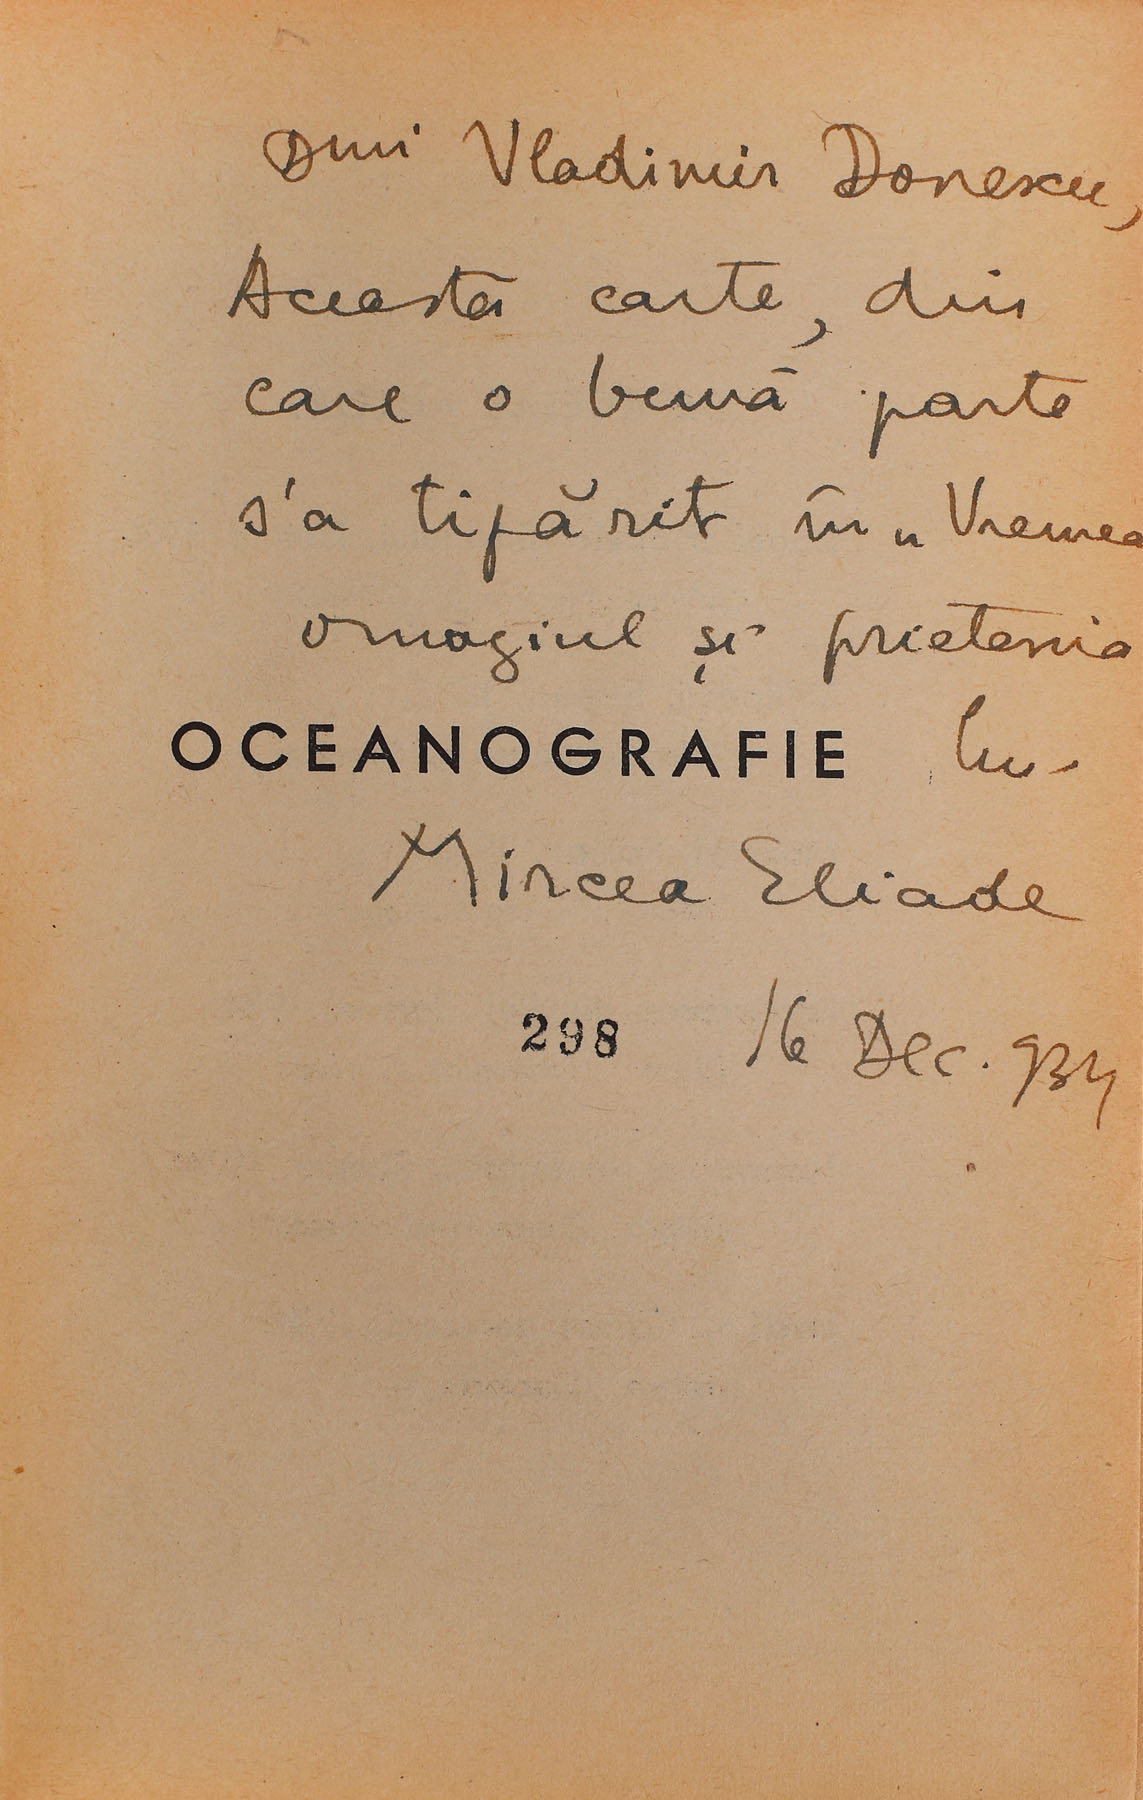 Dlui Vladimir Donescu,
Această carte, din
care o bună parte
s'a tipărit în „Vremea
omagiul și prietenia
OCEANOGRAFIE lui
Mircea Eliade
298 16 Dec. 934